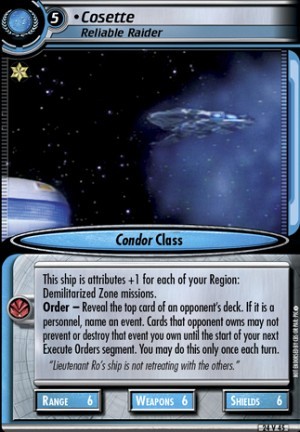 5
•Cosette
Reliable Raider
Condor Class
This ship is attributes +1 for each of your Region:
Demilitarized Zone missions.
Order – Reveal the top card of an opponent's deck. If it is a
personnel, name an event. Cards that opponents own may not
prevent or destroy that event you own until the start of your next
Execute Orders segment. You may do this only once each turn.
"Lieutenant Ro's ship is not retreating with the others."
Range 6 Weapons 6 Shields 6
24 V 45